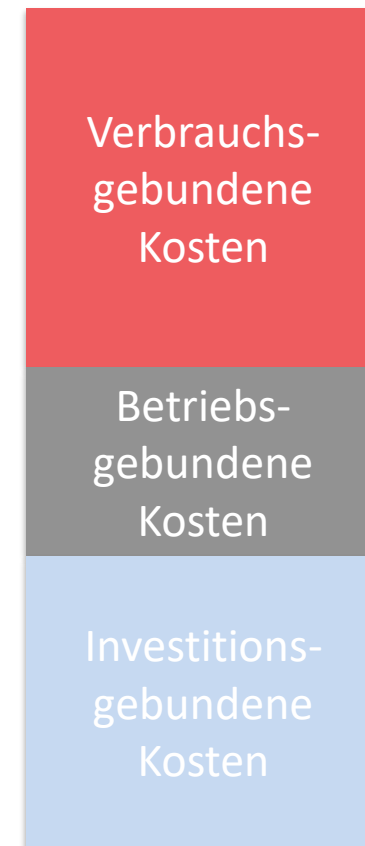 Verbrauchs-
gebundene
Kosten
Betriebs-
gebundene
Kosten
Investitions-
gebundene
Kosten